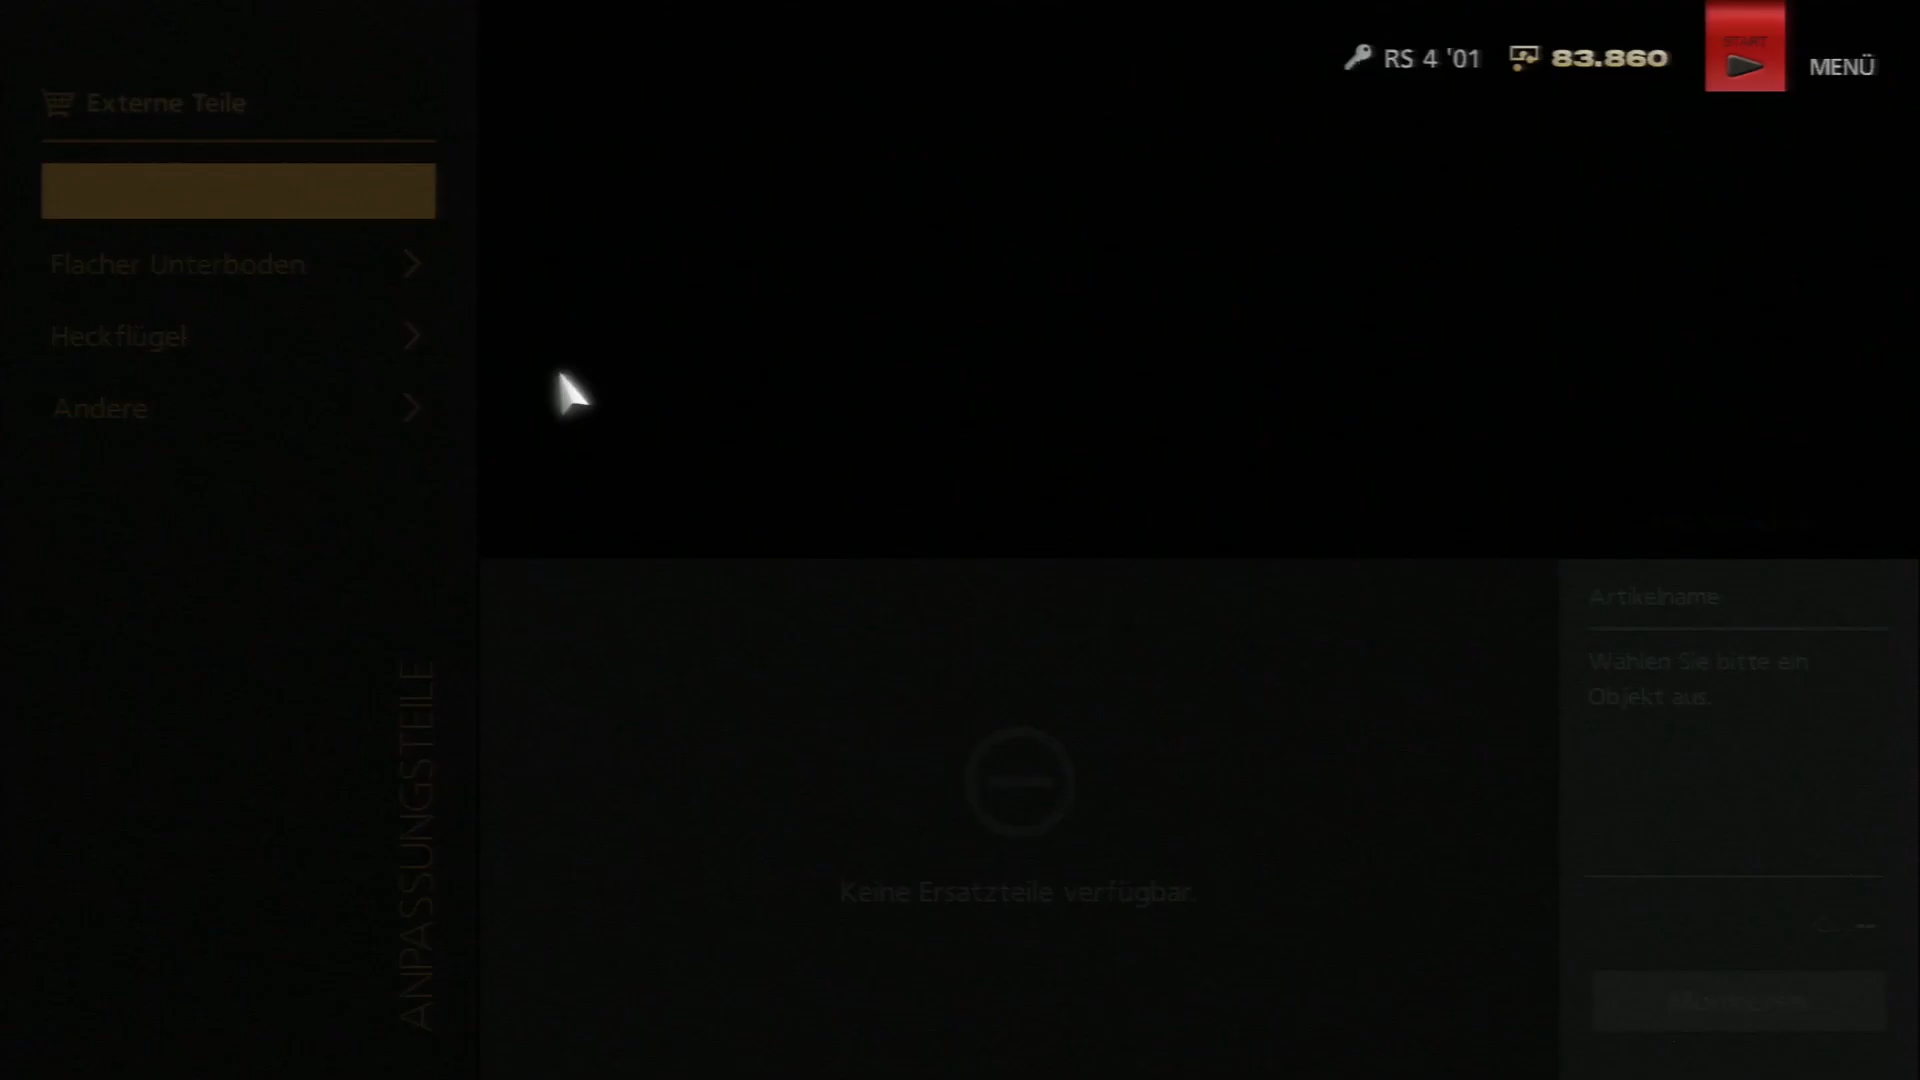 RS 4 '01
83.860
START
MENÜ
Externe Teile
Flacher Unterboden
Heckflügel
Andere
ANPASSUNGSTEILE
Keine Ersatzteile verfügbar.
Artikelname
Wählen Sie bitte ein
Objekt aus.
--